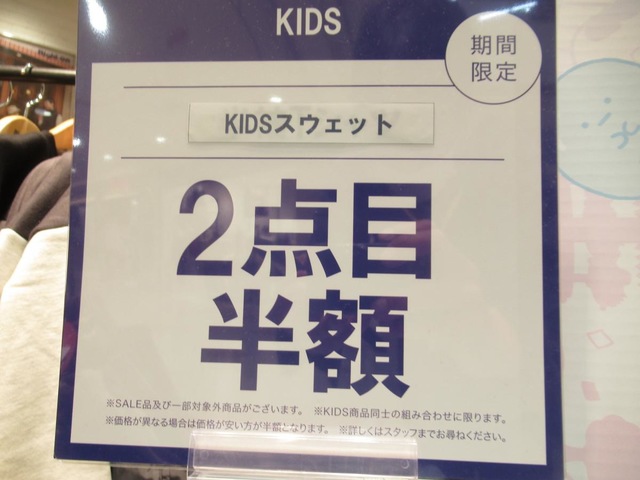 KIDS
期間
限定
KIDSスウェット
2点目
半額
※SALE品及び一部対象外商品がございます。 ※KIDS商品同士の組み合わせに限ります。
※価格が異なる場合は価格が安い方が半額となります。 ※詳しくはスタッフまでお尋ねください。